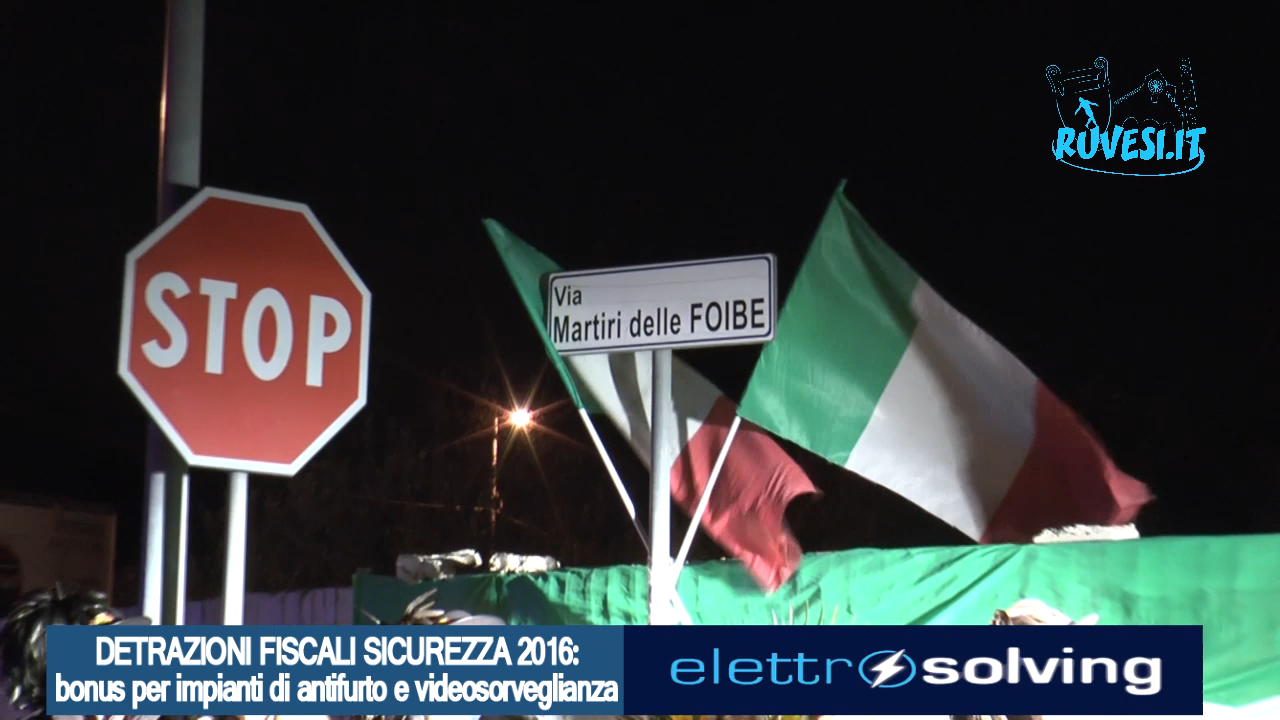 RUVESI.IT
STOP
Via
Martiri delle FOIBE
DETRAZIONI FISCALI SICUREZZA 2016:
bonus per impianti di antifurto e videosorveglianza
elettrosolving